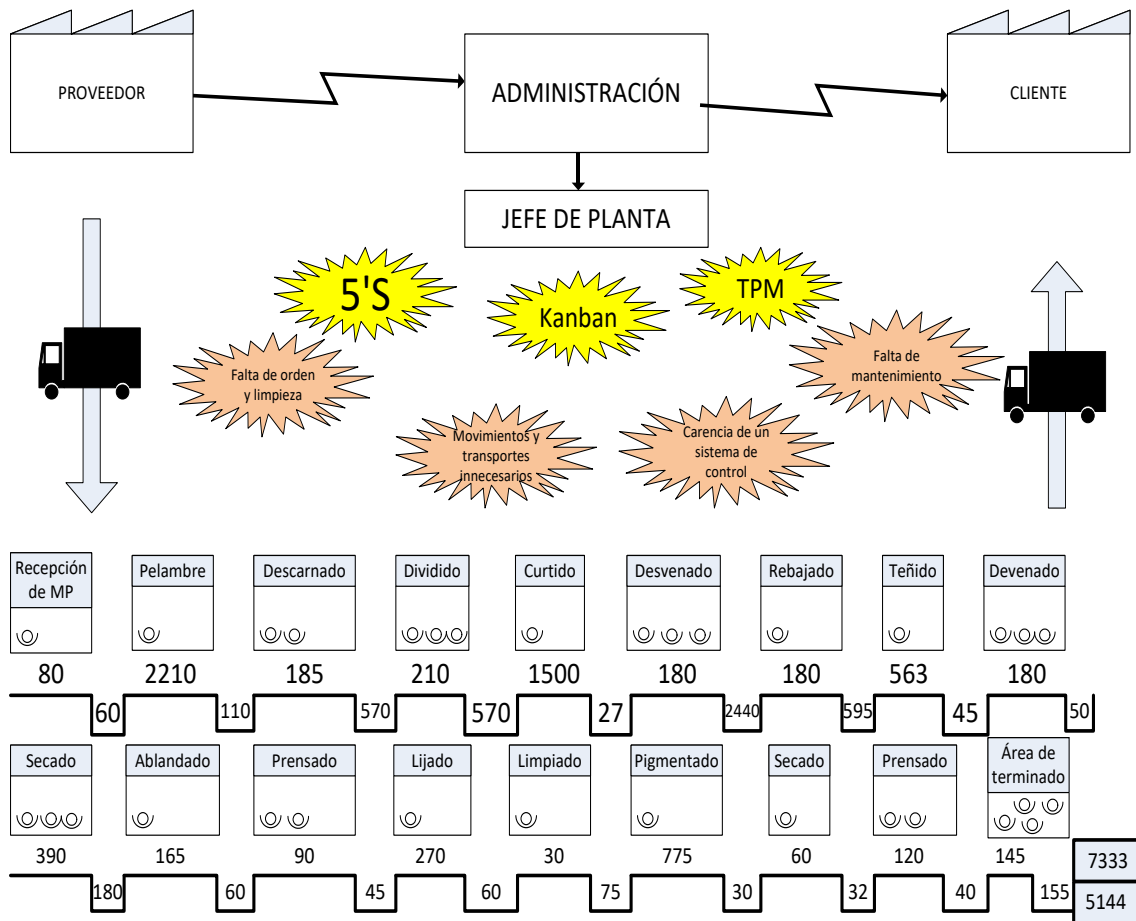 PROVEEDOR
ADMINISTRACIÓN
CLIENTE
JEFE DE PLANTA
5'S
Kanban
TPM
Falta de orden
y limpieza
Movimientos y
transportes
innecesarios
Carencia de un
sistema de
control
Falta de
mantenimiento
Recepción
de MP
Pelambre
Descarnado
Dividido
Curtido
Desvenado
Rebajado
Teñido
Devenado
80
2210
185
210
1500
180
180
563
180
60
110
570
570
27
2440
595
45
50
Secado
Ablandado
Prensado
Lijado
Limpiado
Pigmentado
Secado
Prensado
Área de
terminado
390
165
90
270
30
775
60
120
145
7333
180
60
45
60
75
30
32
40
155
5144